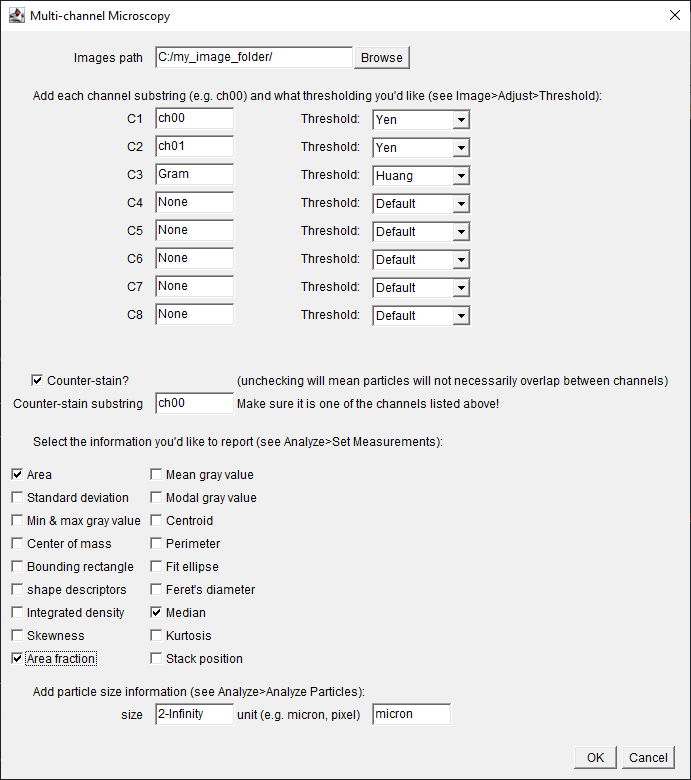 Multi-channel Microscopy
Images path C:/my_image_folder/ Browse
Add each channel substring (e.g. ch00) and what thresholding you'd like (see Image>Adjust>Threshold):
C1 ch00 Threshold: Yen
C2 ch01 Threshold: Yen
C3 Gram Threshold: Huang
C4 None Threshold: Default
C5 None Threshold: Default
C6 None Threshold: Default
C7 None Threshold: Default
C8 None Threshold: Default
Counter-stain? (unchecking will mean particles will not necessarily overlap between channels)
Counter-stain substring ch00 Make sure it is one of the channels listed above!
Select the information you'd like to report (see Analyze>Set Measurements):
Area Mean gray value
Standard deviation Modal gray value
Min & max gray value Centroid
Center of mass Perimeter
Bounding rectangle Fit ellipse
shape descriptors Feret's diameter
Integrated density Median
Skewness Kurtosis
Area fraction Stack position
Add particle size information (see Analyze>Analyze Particles):
size 2-Infinity unit (e.g. micron, pixel) micron
OK Cancel